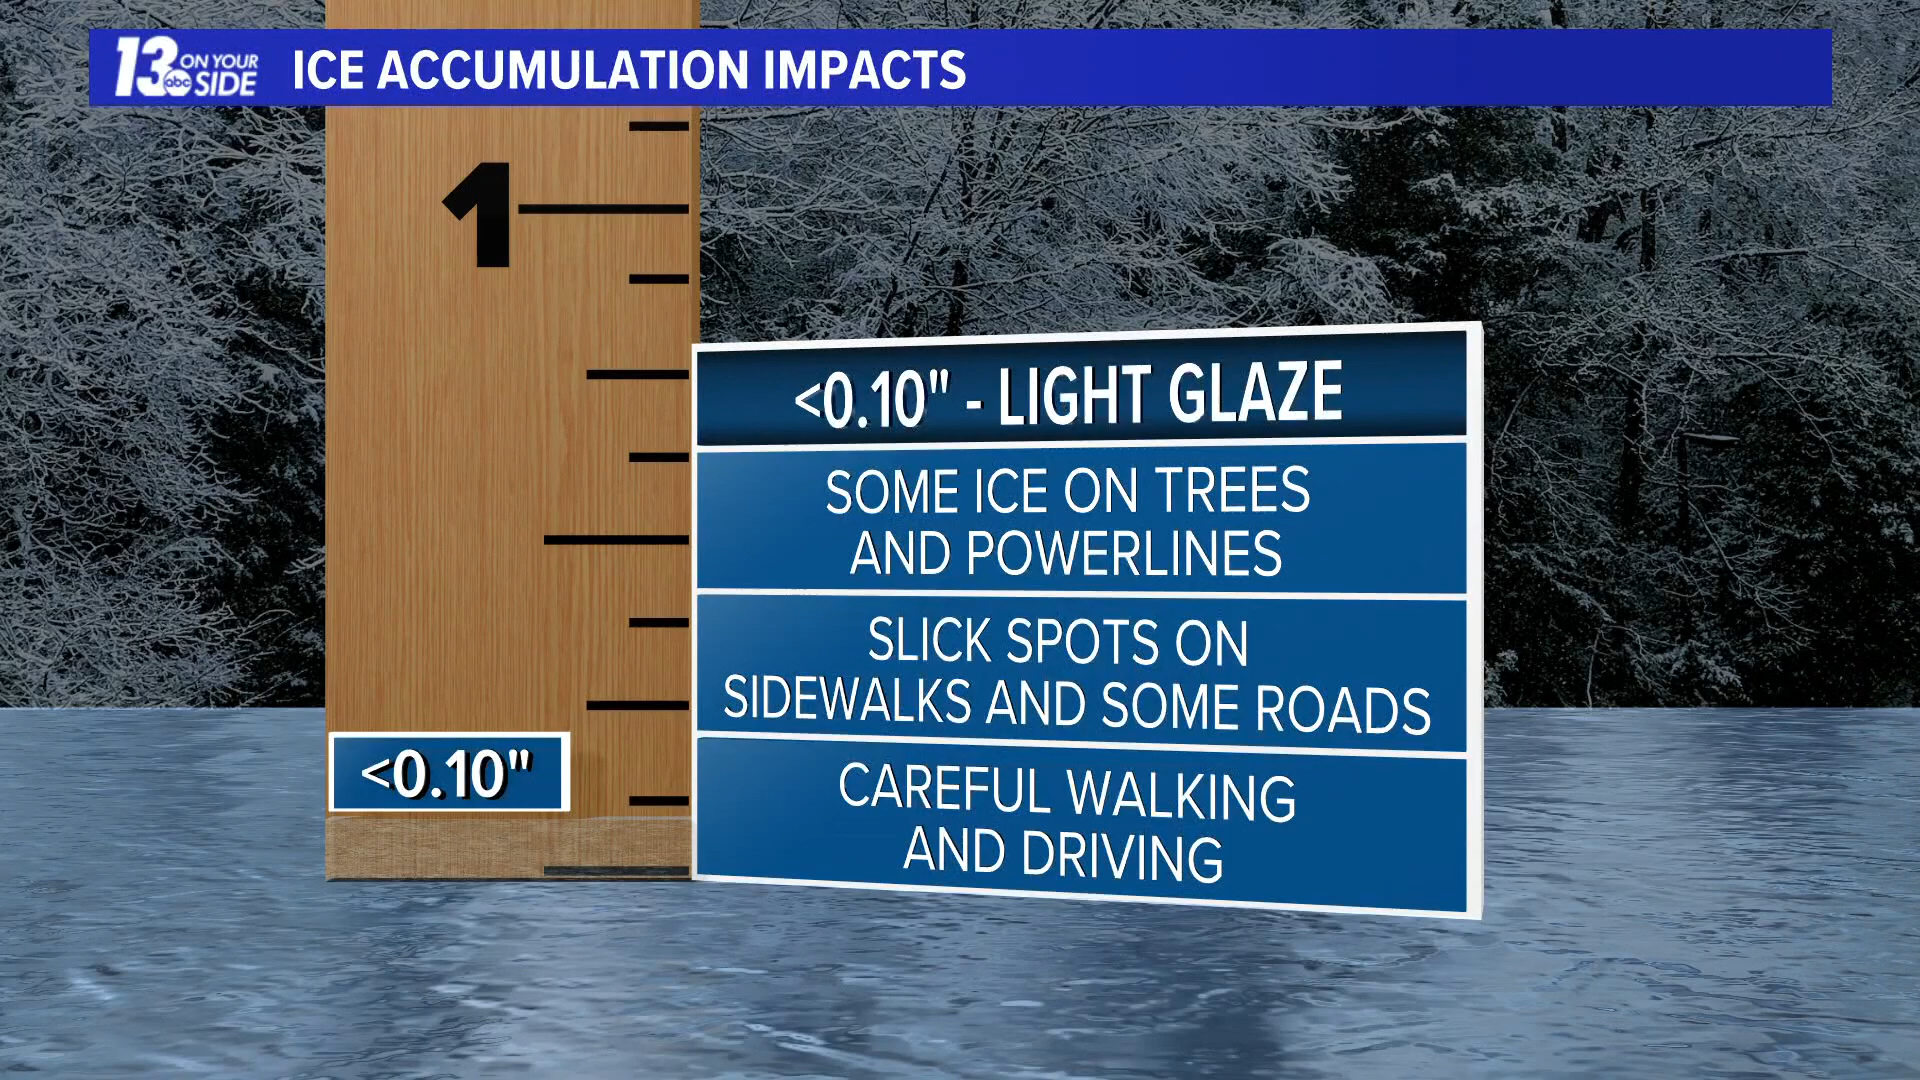 13 ON YOUR SIDE
abc
ICE ACCUMULATION IMPACTS
1
<0.10" - LIGHT GLAZE
SOME ICE ON TREES
AND POWERLINES
SLICK SPOTS ON
SIDEWALKS AND SOME ROADS
<0.10"
CAREFUL WALKING
AND DRIVING